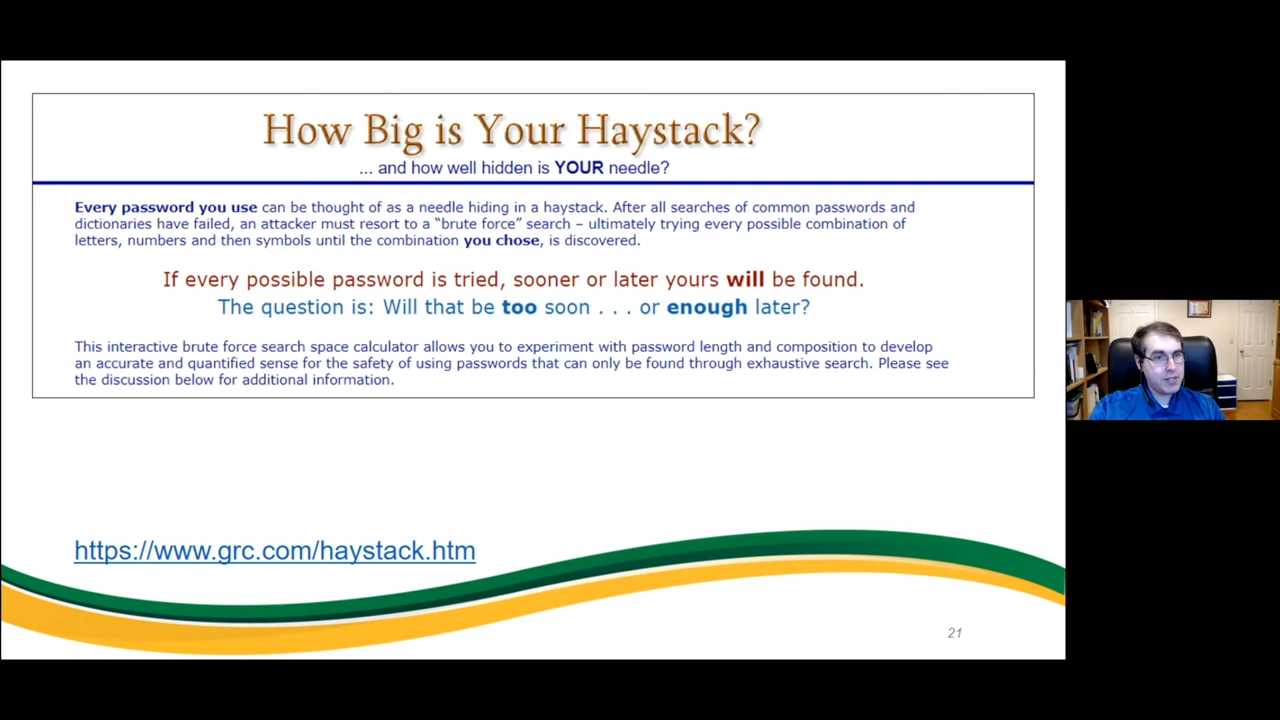 How Big is Your Haystack?
... and how well hidden is YOUR needle?
Every password you use can be thought of as a needle hiding in a haystack. After all searches of common passwords and
dictionaries have failed, an attacker must resort to a “brute force” search – ultimately trying every possible combination of
letters, numbers and then symbols until the combination you chose, is discovered.
If every possible password is tried, sooner or later yours will be found.
The question is: Will that be too soon . . . or enough later?
This interactive brute force search space calculator allows you to experiment with password length and composition to develop
an accurate and quantified sense for the safety of using passwords that can only be found through exhaustive search. Please see
the discussion below for additional information.
https://www.grc.com/haystack.htm
21